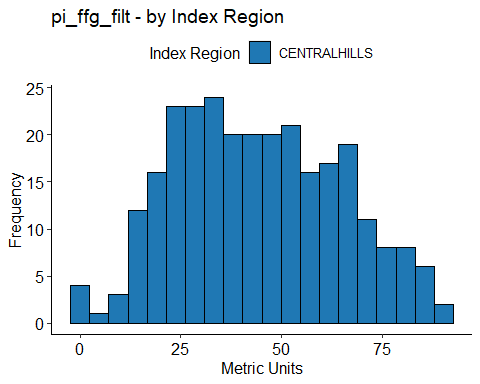 pi_ffg_filt - by Index Region
Index Region CENTRALHILLS
25
20
15
10
5
0
Frequency
0 25 50 75
Metric Units